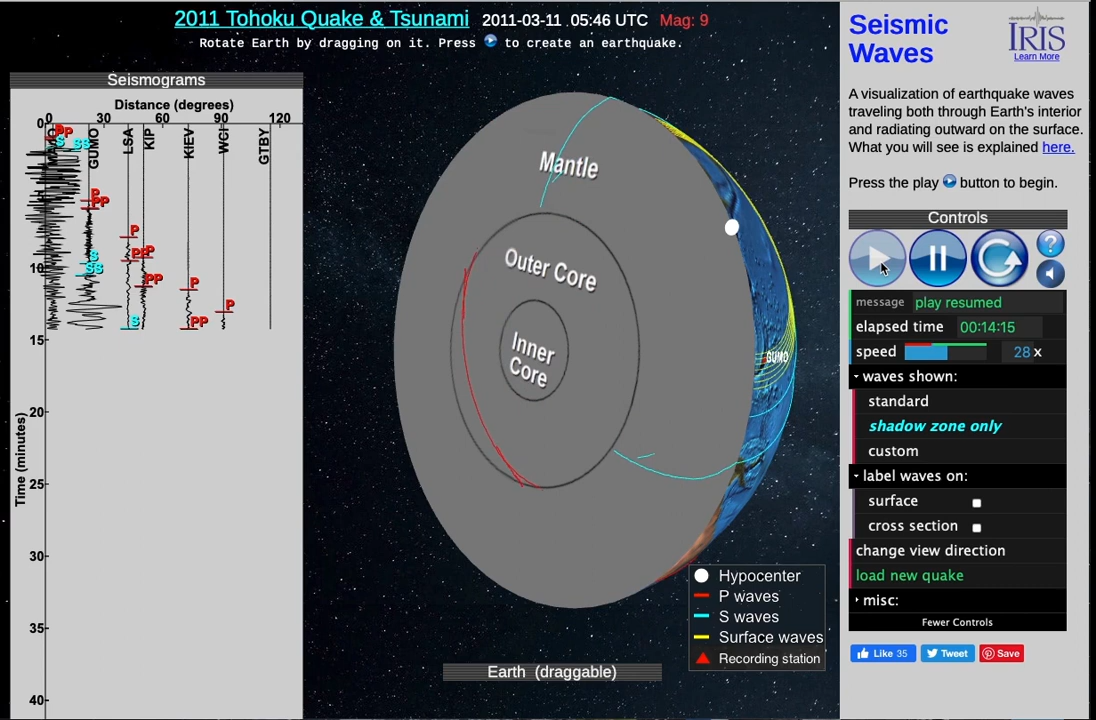 2011 Tohoku Quake & Tsunami 2011-03-11 05:46 UTC Mag: 9
Rotate Earth by dragging on it. Press to create an earthquake.
Seismograms
Distance (degrees)
0 30 60 90 120
GUMO LSA KIP KIEV WCI GTBY
0
P PP
S SS
P
PP
P
PP P
S
SS
10
PP
P
P
S
PP
15
20
25
30
35
40
Time (minutes)
Mantle
Outer Core
Inner
Core
GUMO
Hypocenter
P waves
S waves
Surface waves
Recording station
Earth (draggable)
Seismic
Waves
IRIS
Learn More
A visualization of earthquake waves
traveling both through Earth's interior
and radiating outward on the surface.
What you will see is explained here.
Press the play button to begin.
Controls
?
message play resumed
elapsed time 00:14:15
speed 28 x
waves shown:
standard
shadow zone only
custom
label waves on:
surface
cross section
change view direction
load new quake
misc:
Fewer Controls
Like 35 Tweet Save